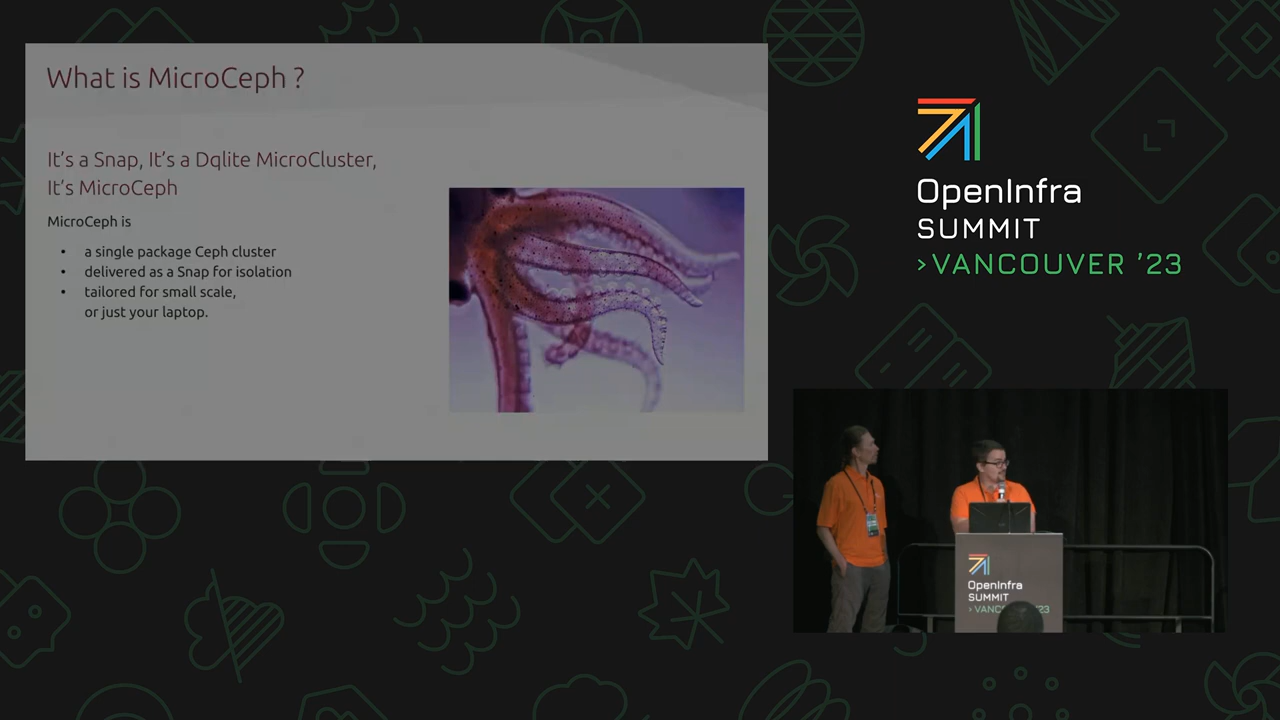 What is MicroCeph ?
It's a Snap, It's a Dqlite MicroCluster,
It's MicroCeph
MicroCeph is
• a single package Ceph cluster
• delivered as a Snap for isolation
• tailored for small scale,
or just your laptop.
OpenInfra
SUMMIT
>VANCOUVER '23
OpenInfra
SUMMIT